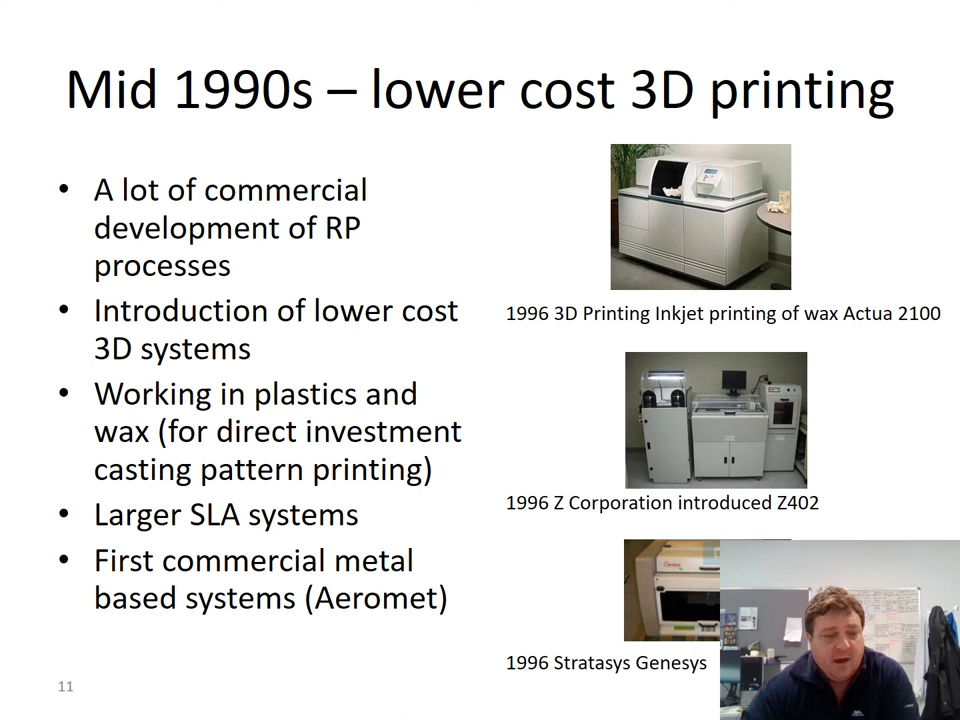 Mid 1990s – lower cost 3D printing
• A lot of commercial
development of RP
processes
• Introduction of lower cost
3D systems
• Working in plastics and
wax (for direct investment
casting pattern printing)
• Larger SLA systems
• First commercial metal
based systems (Aeromet)
1996 3D Printing Inkjet printing of wax Actua 2100
1996 Z Corporation introduced Z402
1996 Stratasys Genesys
11